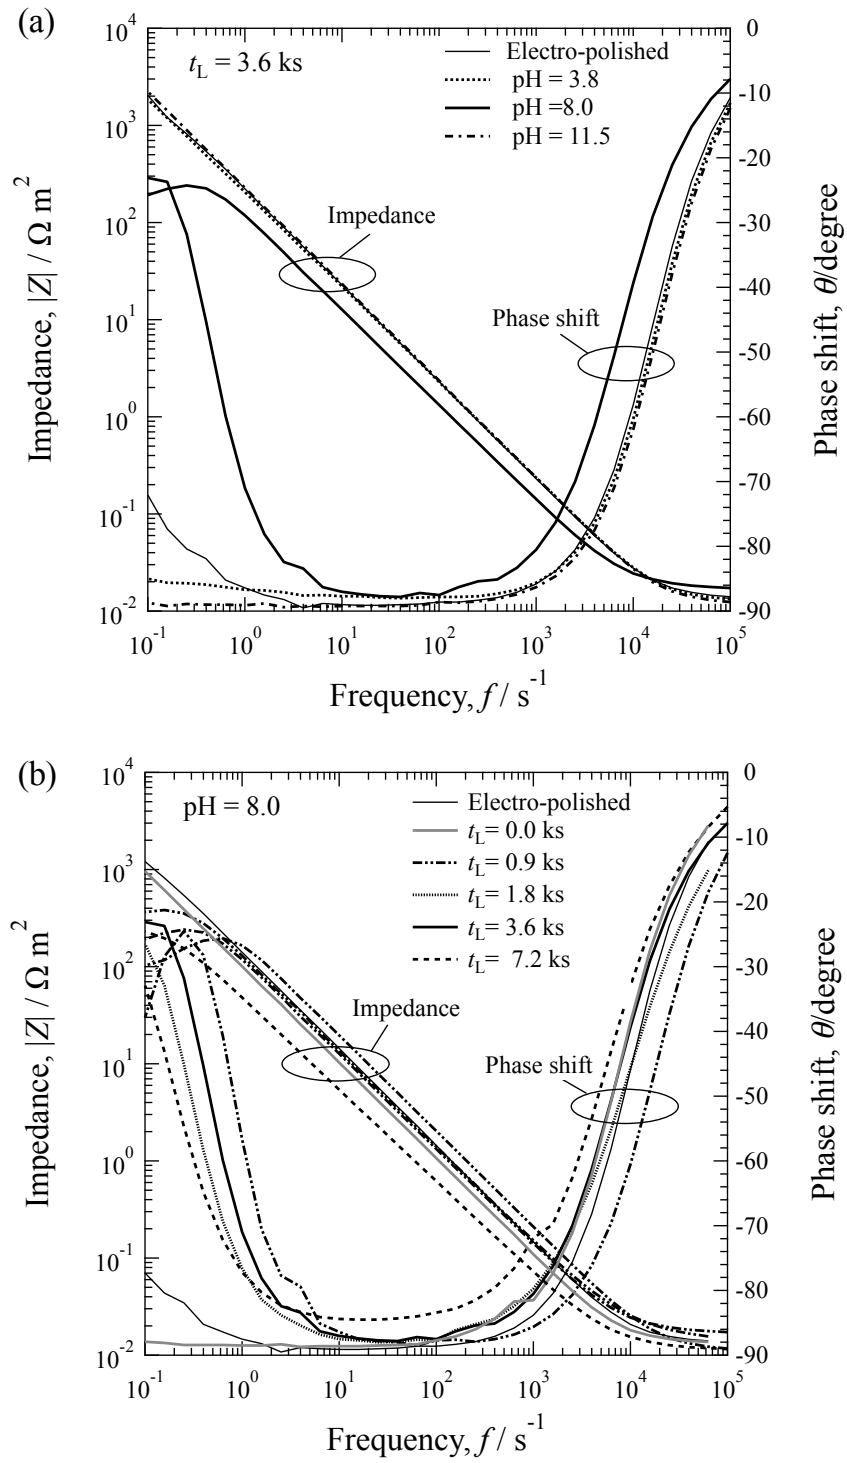 (a)
t_L = 3.6 ks
Electro-polished
pH = 3.8
pH =8.0
pH = 11.5
Impedance
Phase shift
10^4
10^3
10^2
10^1
10^0
10^-1
10^-2
Impedance, |Z| / Ω m^2
0
-10
-20
-30
-40
-50
-60
-70
-80
-90
Phase shift, θ/degree
10^-1 10^0 10^1 10^2 10^3 10^4 10^5
Frequency, f / s^-1
(b)
pH = 8.0
Electro-polished
t_L= 0.0 ks
t_L= 0.9 ks
t_L= 1.8 ks
t_L= 3.6 ks
t_L= 7.2 ks
Impedance
Phase shift
10^4
10^3
10^2
10^1
10^0
10^-1
10^-2
Impedance, |Z| / Ω m^2
0
-10
-20
-30
-40
-50
-60
-70
-80
-90
Phase shift, θ/degree
10^-1 10^0 10^1 10^2 10^3 10^4 10^5
Frequency, f / s^-1